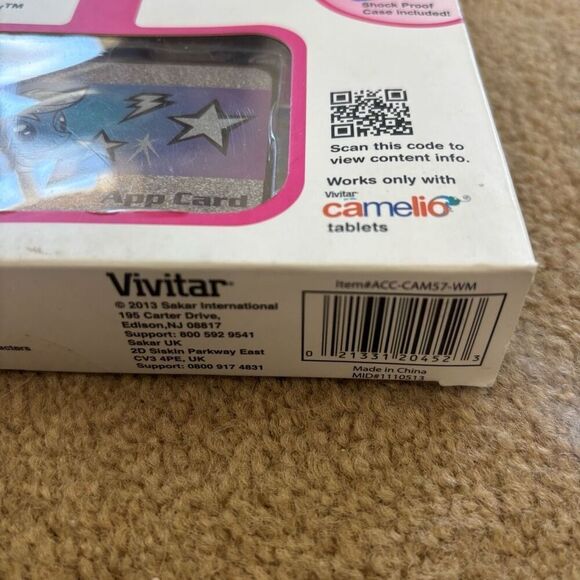 Shock Proof
Case included!
App Card
Scan this code to
view content info.
Works only with
Vivitar
camelio
tablets
Vivitar
© 2013 Sakar International
195 Carter Drive,
Edison,NJ 08817
Support: 800 592 9541
Sakar UK
2D Siskin Parkway East
CV3 4PE, UK
Support: 0800 917 4831
Item#ACC-CAM57-WM
0 21331 20452 3
Made in China
MID#1110513